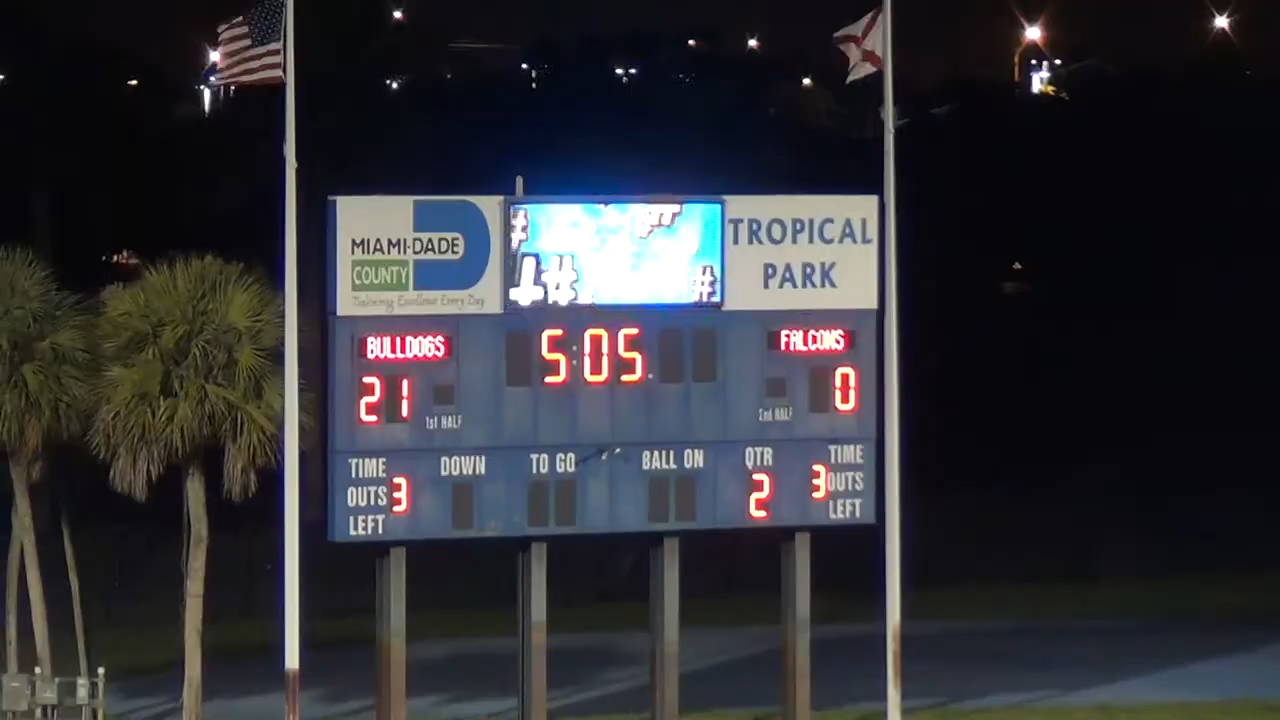 MIAMI-DADE
COUNTY
Delivering Excellence Every Day
TROPICAL
PARK
BULLDOGS
5:05
FALCONS
21
0
1st HALF
2nd HALF
TIME
OUTS 3
LEFT
DOWN
TO GO
BALL ON
QTR
2
TIME
3 OUTS
LEFT